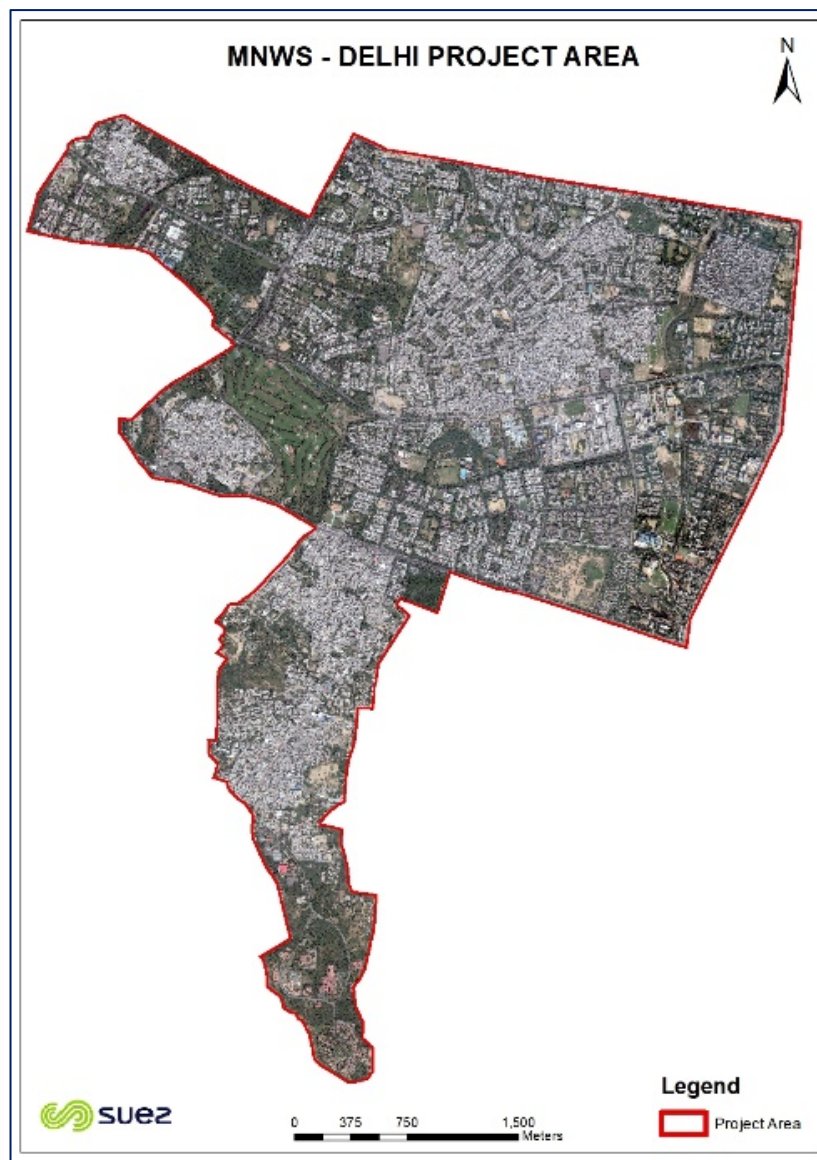 MNWS - DELHI PROJECT AREA
N
Legend
Project Area
suez
0 375 750 1,500
Meters